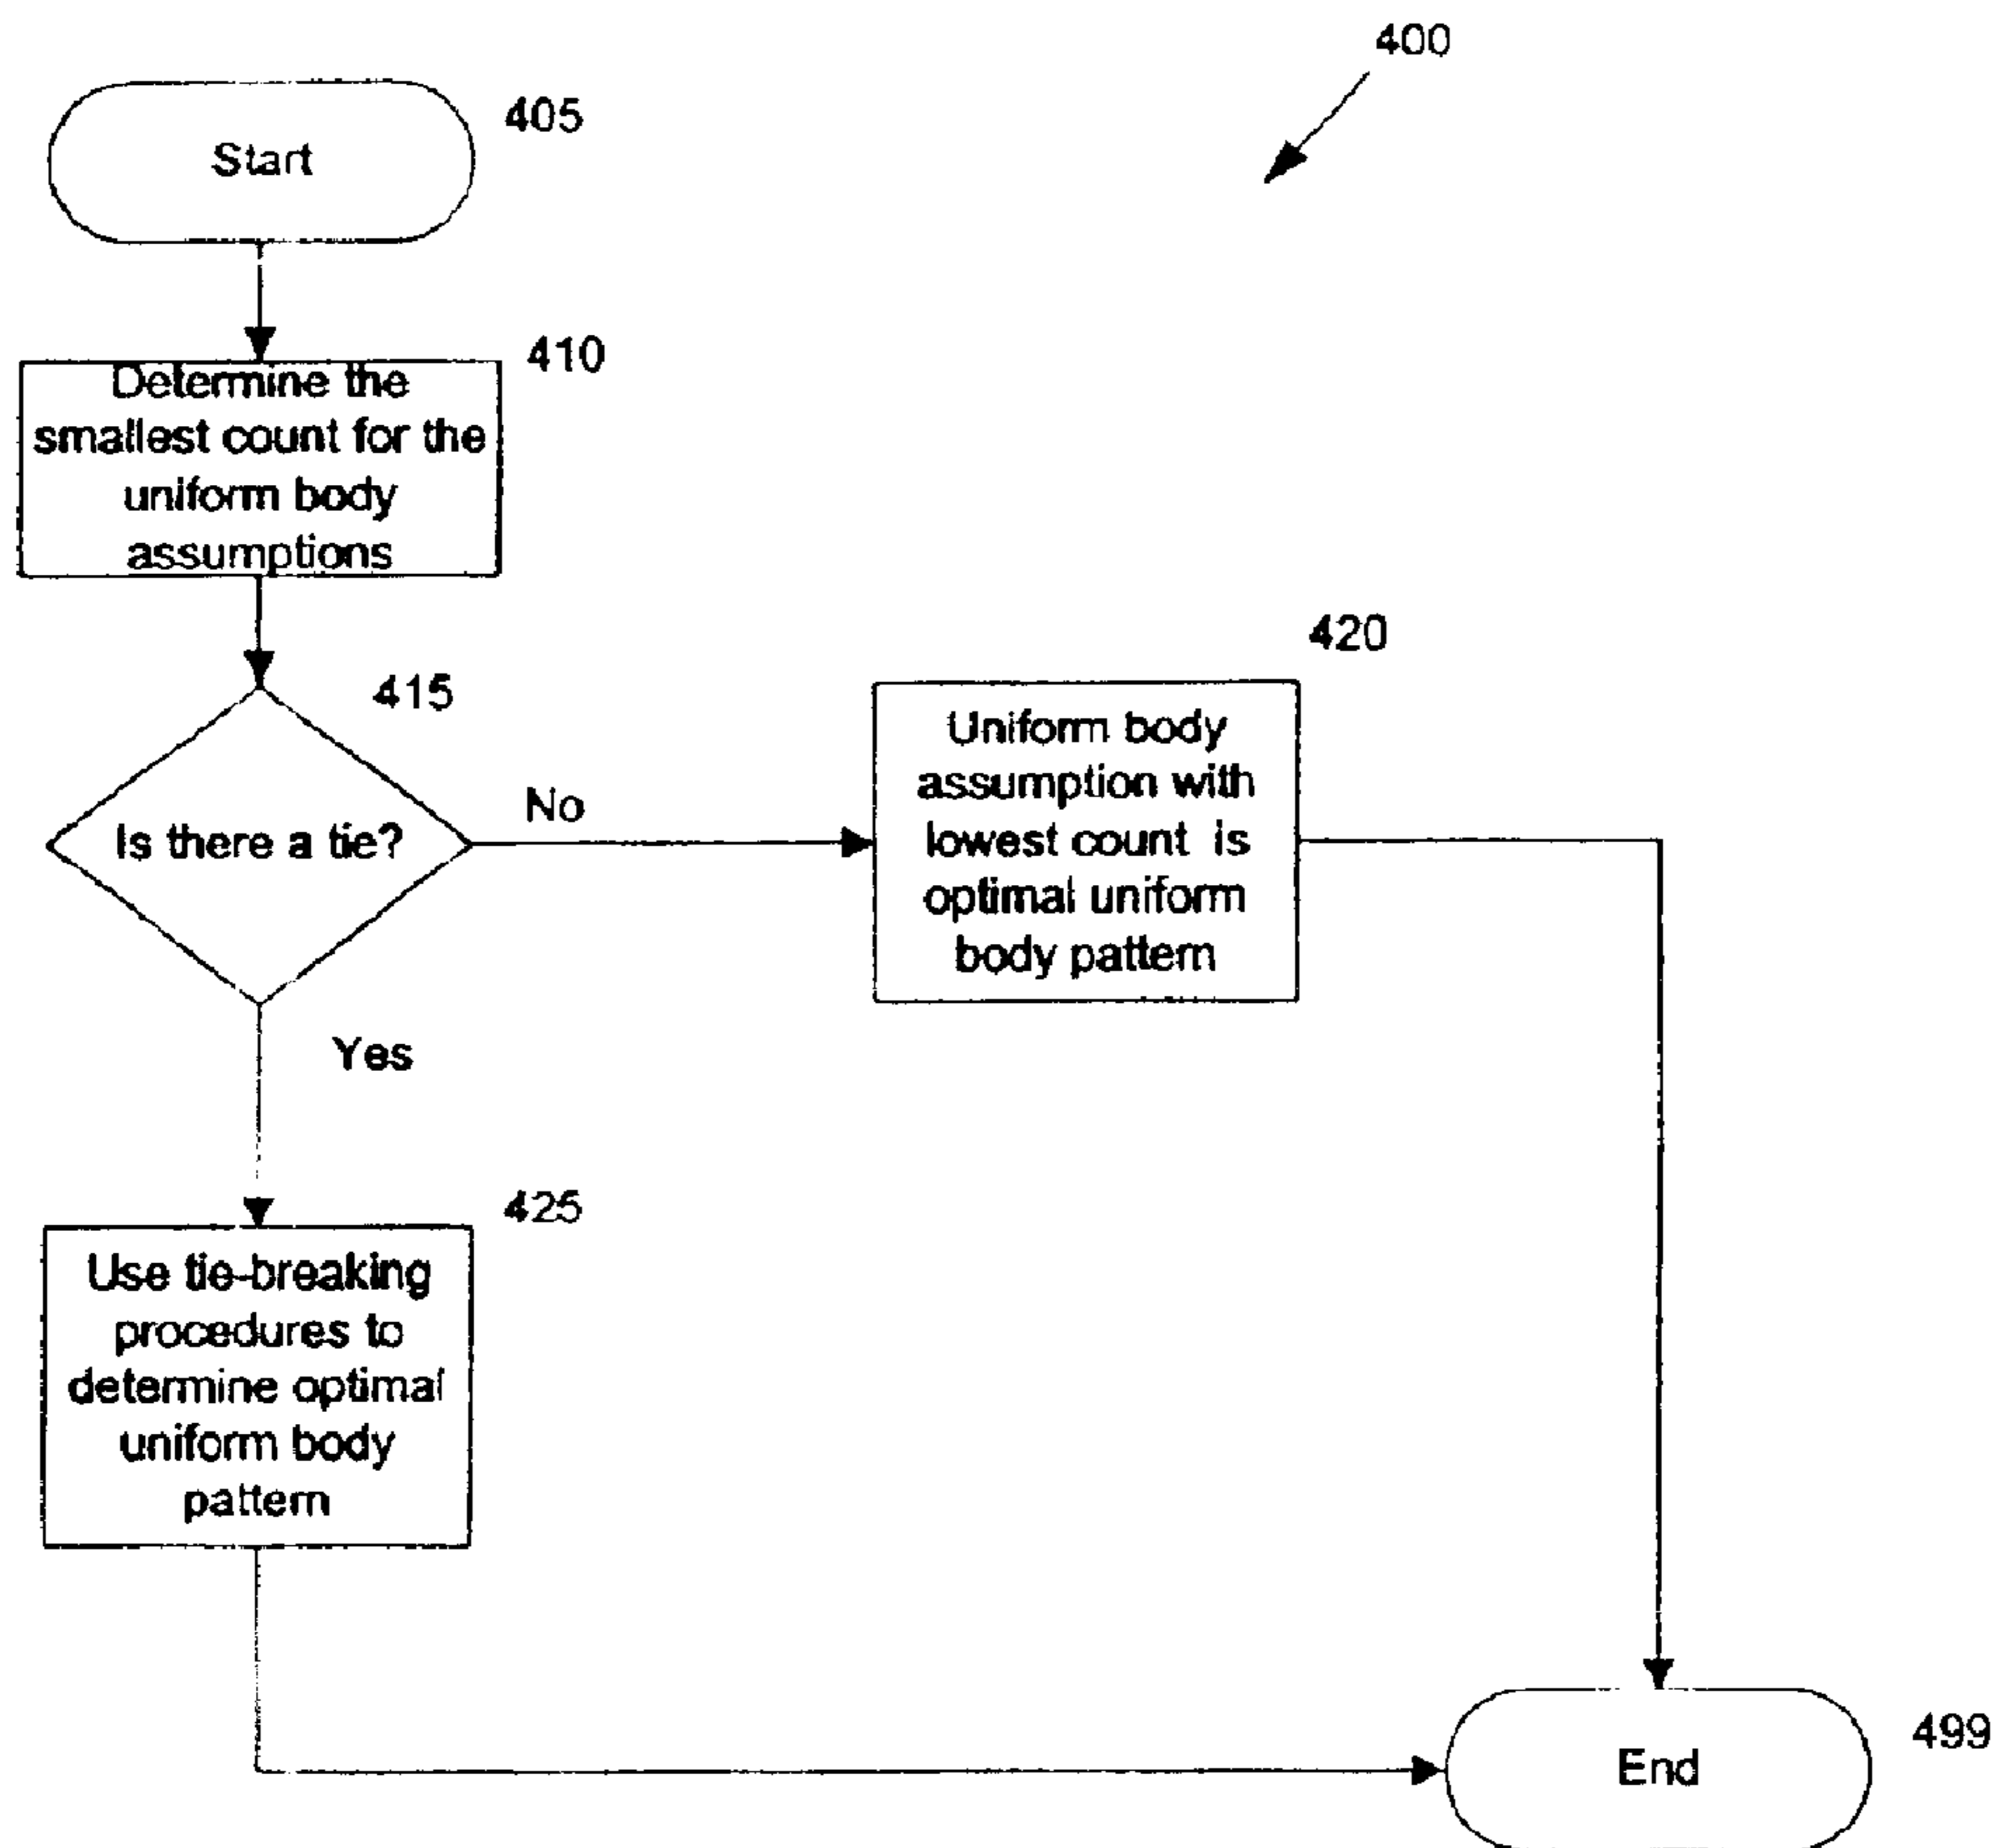 400
405
Start
410
Determine the
smallest count for the
uniform body
assumptions
415
Is there a tie?
No
420
Uniform body
assumption with
lowest count is
optimal uniform
body pattern
Yes
425
Use tie-breaking
procedures to
determine optimal
uniform body
pattern
499
End